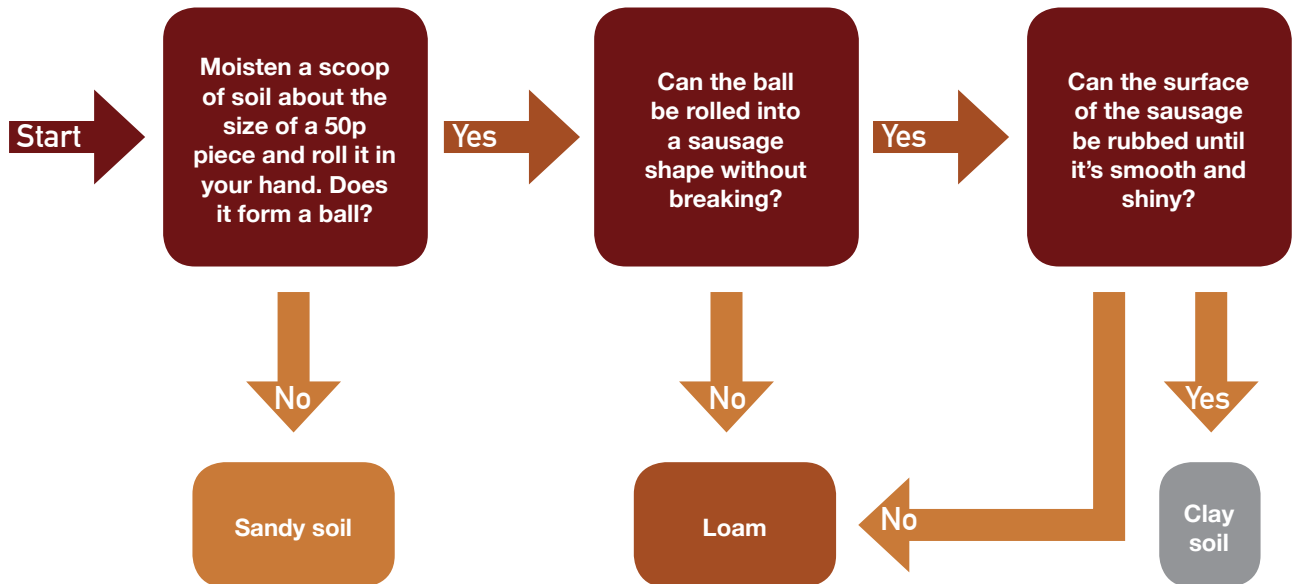 Start
Moisten a scoop
of soil about the
size of a 50p
piece and roll it in
your hand. Does
it form a ball?
Yes
Can the ball
be rolled into
a sausage
shape without
breaking?
Yes
Can the surface
of the sausage
be rubbed until
it’s smooth and
shiny?
No
No
Yes
Sandy soil
Loam
No
Clay
soil